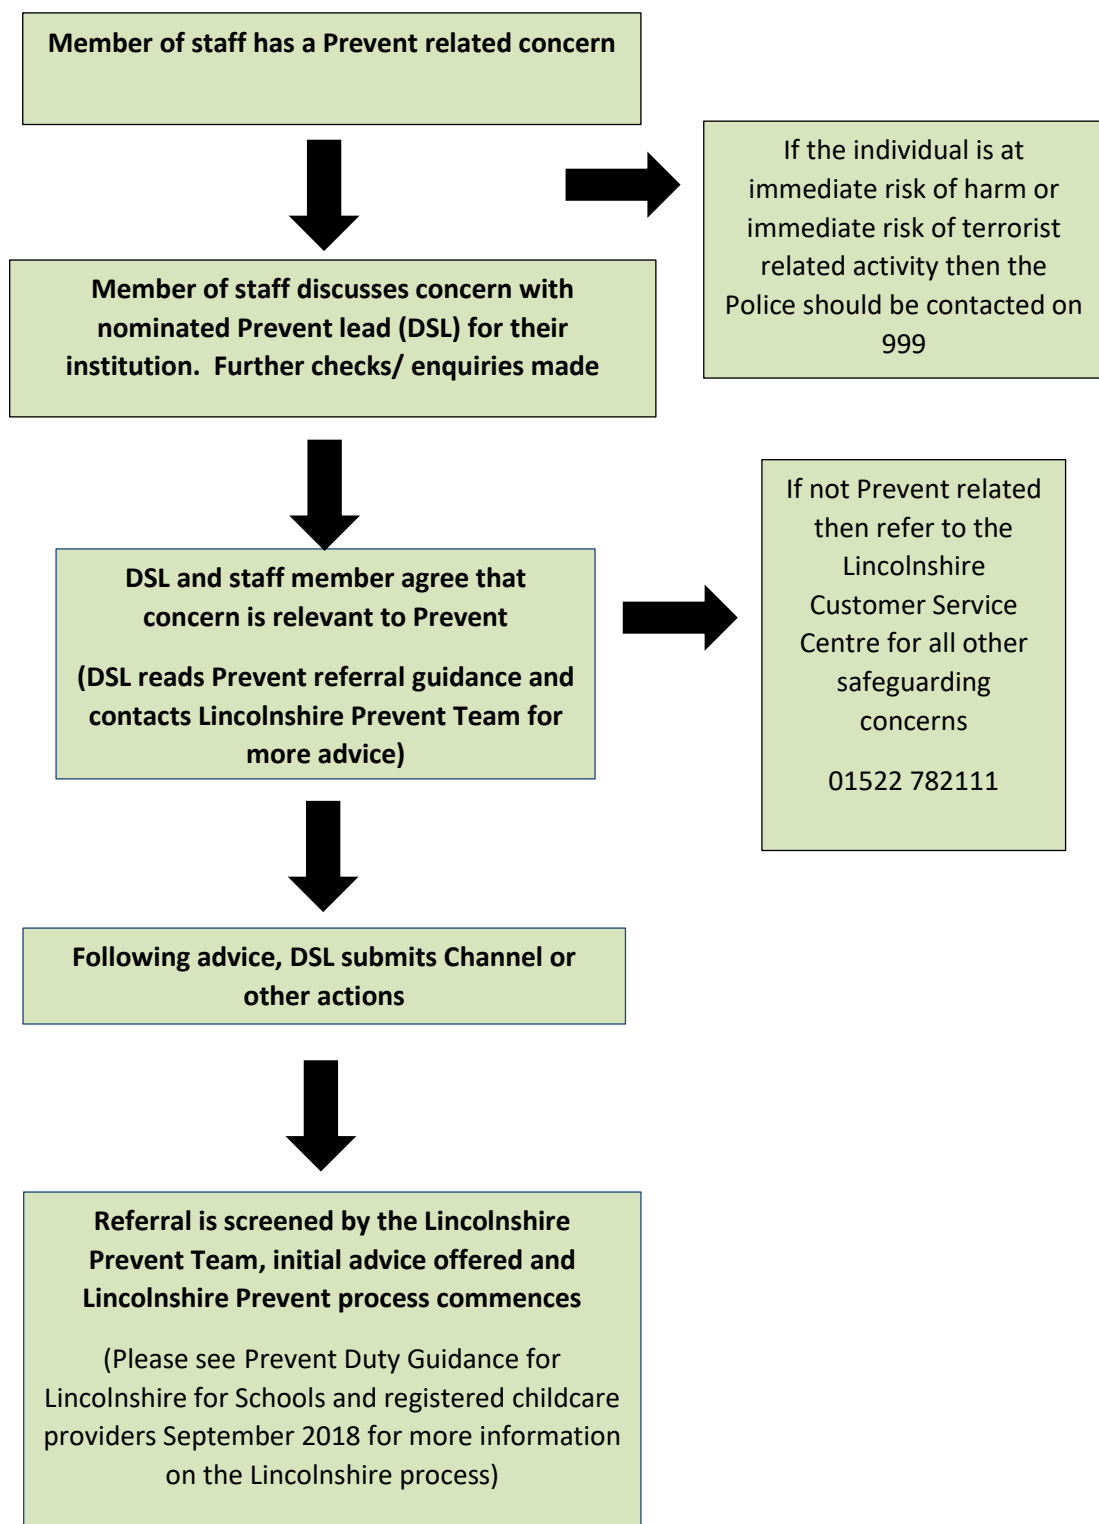 Member of staff has a Prevent related concern
If the individual is at
immediate risk of harm or
immediate risk of terrorist
related activity then the
Police should be contacted on
999
Member of staff discusses concern with
nominated Prevent lead (DSL) for their
institution.  Further checks/ enquiries made
If not Prevent related
then refer to the
Lincolnshire
Customer Service
Centre for all other
safeguarding
concerns
01522 782111
DSL and staff member agree that
concern is relevant to Prevent
(DSL reads Prevent referral guidance and
contacts Lincolnshire Prevent Team for
more advice)
Following advice, DSL submits Channel or
other actions
Referral is screened by the Lincolnshire
Prevent Team, initial advice offered and
Lincolnshire Prevent process commences
(Please see Prevent Duty Guidance for
Lincolnshire for Schools and registered childcare
providers September 2018 for more information
on the Lincolnshire process)